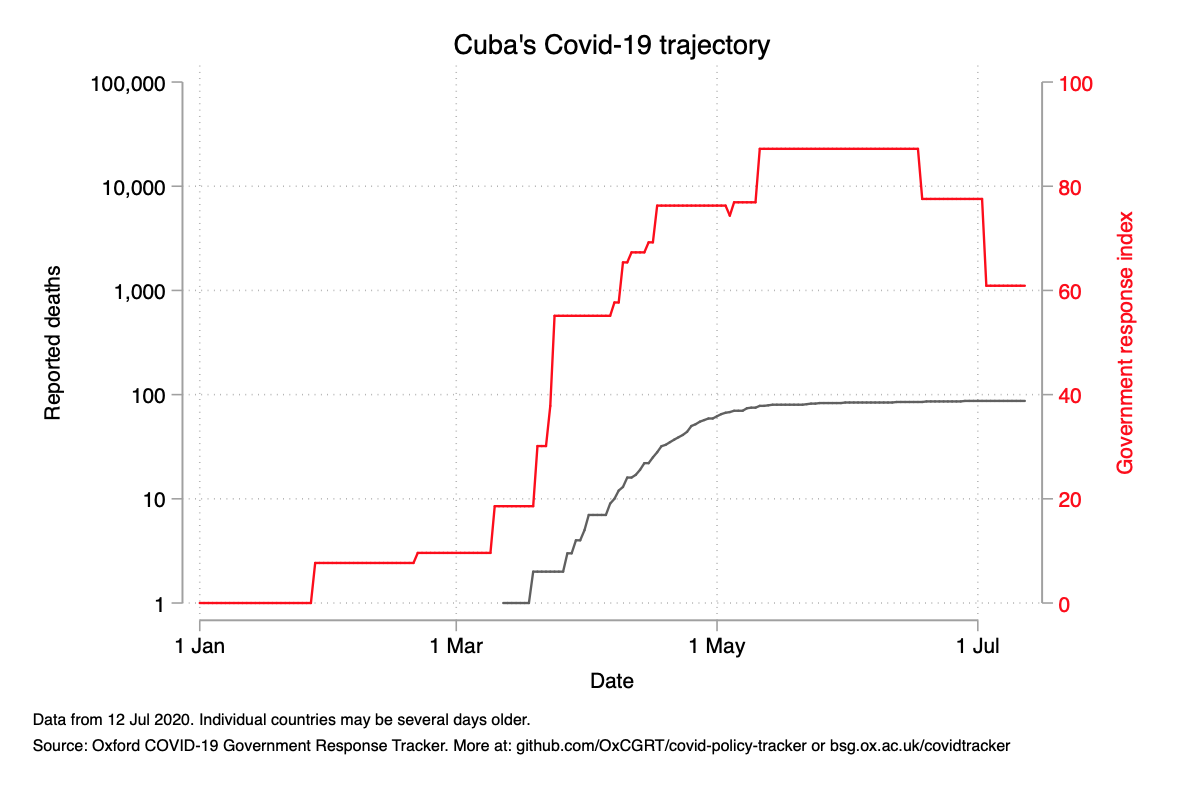 Cuba's Covid-19 trajectory
100,000
10,000
1,000
100
10
1
Reported deaths
100
80
60
40
20
0
Government response index
1 Jan
1 Mar
1 May
1 Jul
Date
Data from 12 Jul 2020. Individual countries may be several days older.
Source: Oxford COVID-19 Government Response Tracker. More at: github.com/OxCGRT/covid-policy-tracker or bsg.ox.ac.uk/covidtracker